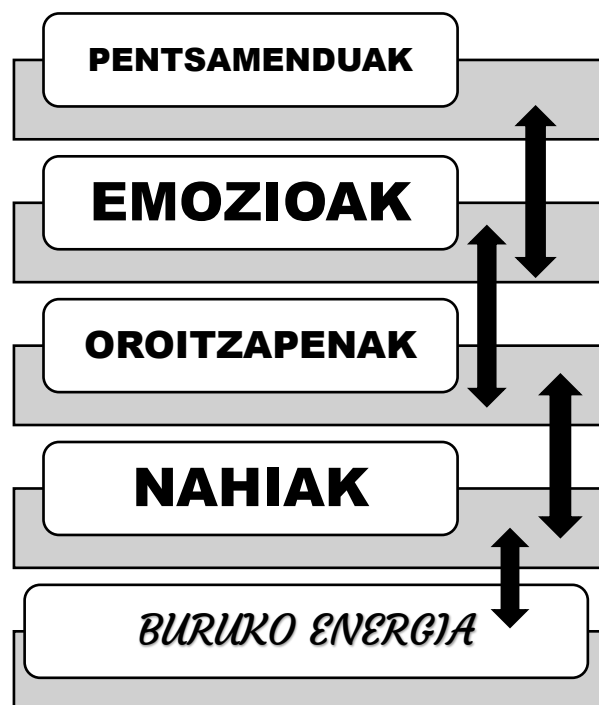 PENTSAMENDUAK
EMOZIOAK
OROITZAPENAK
NAHIAK
BURUKO ENERGIA